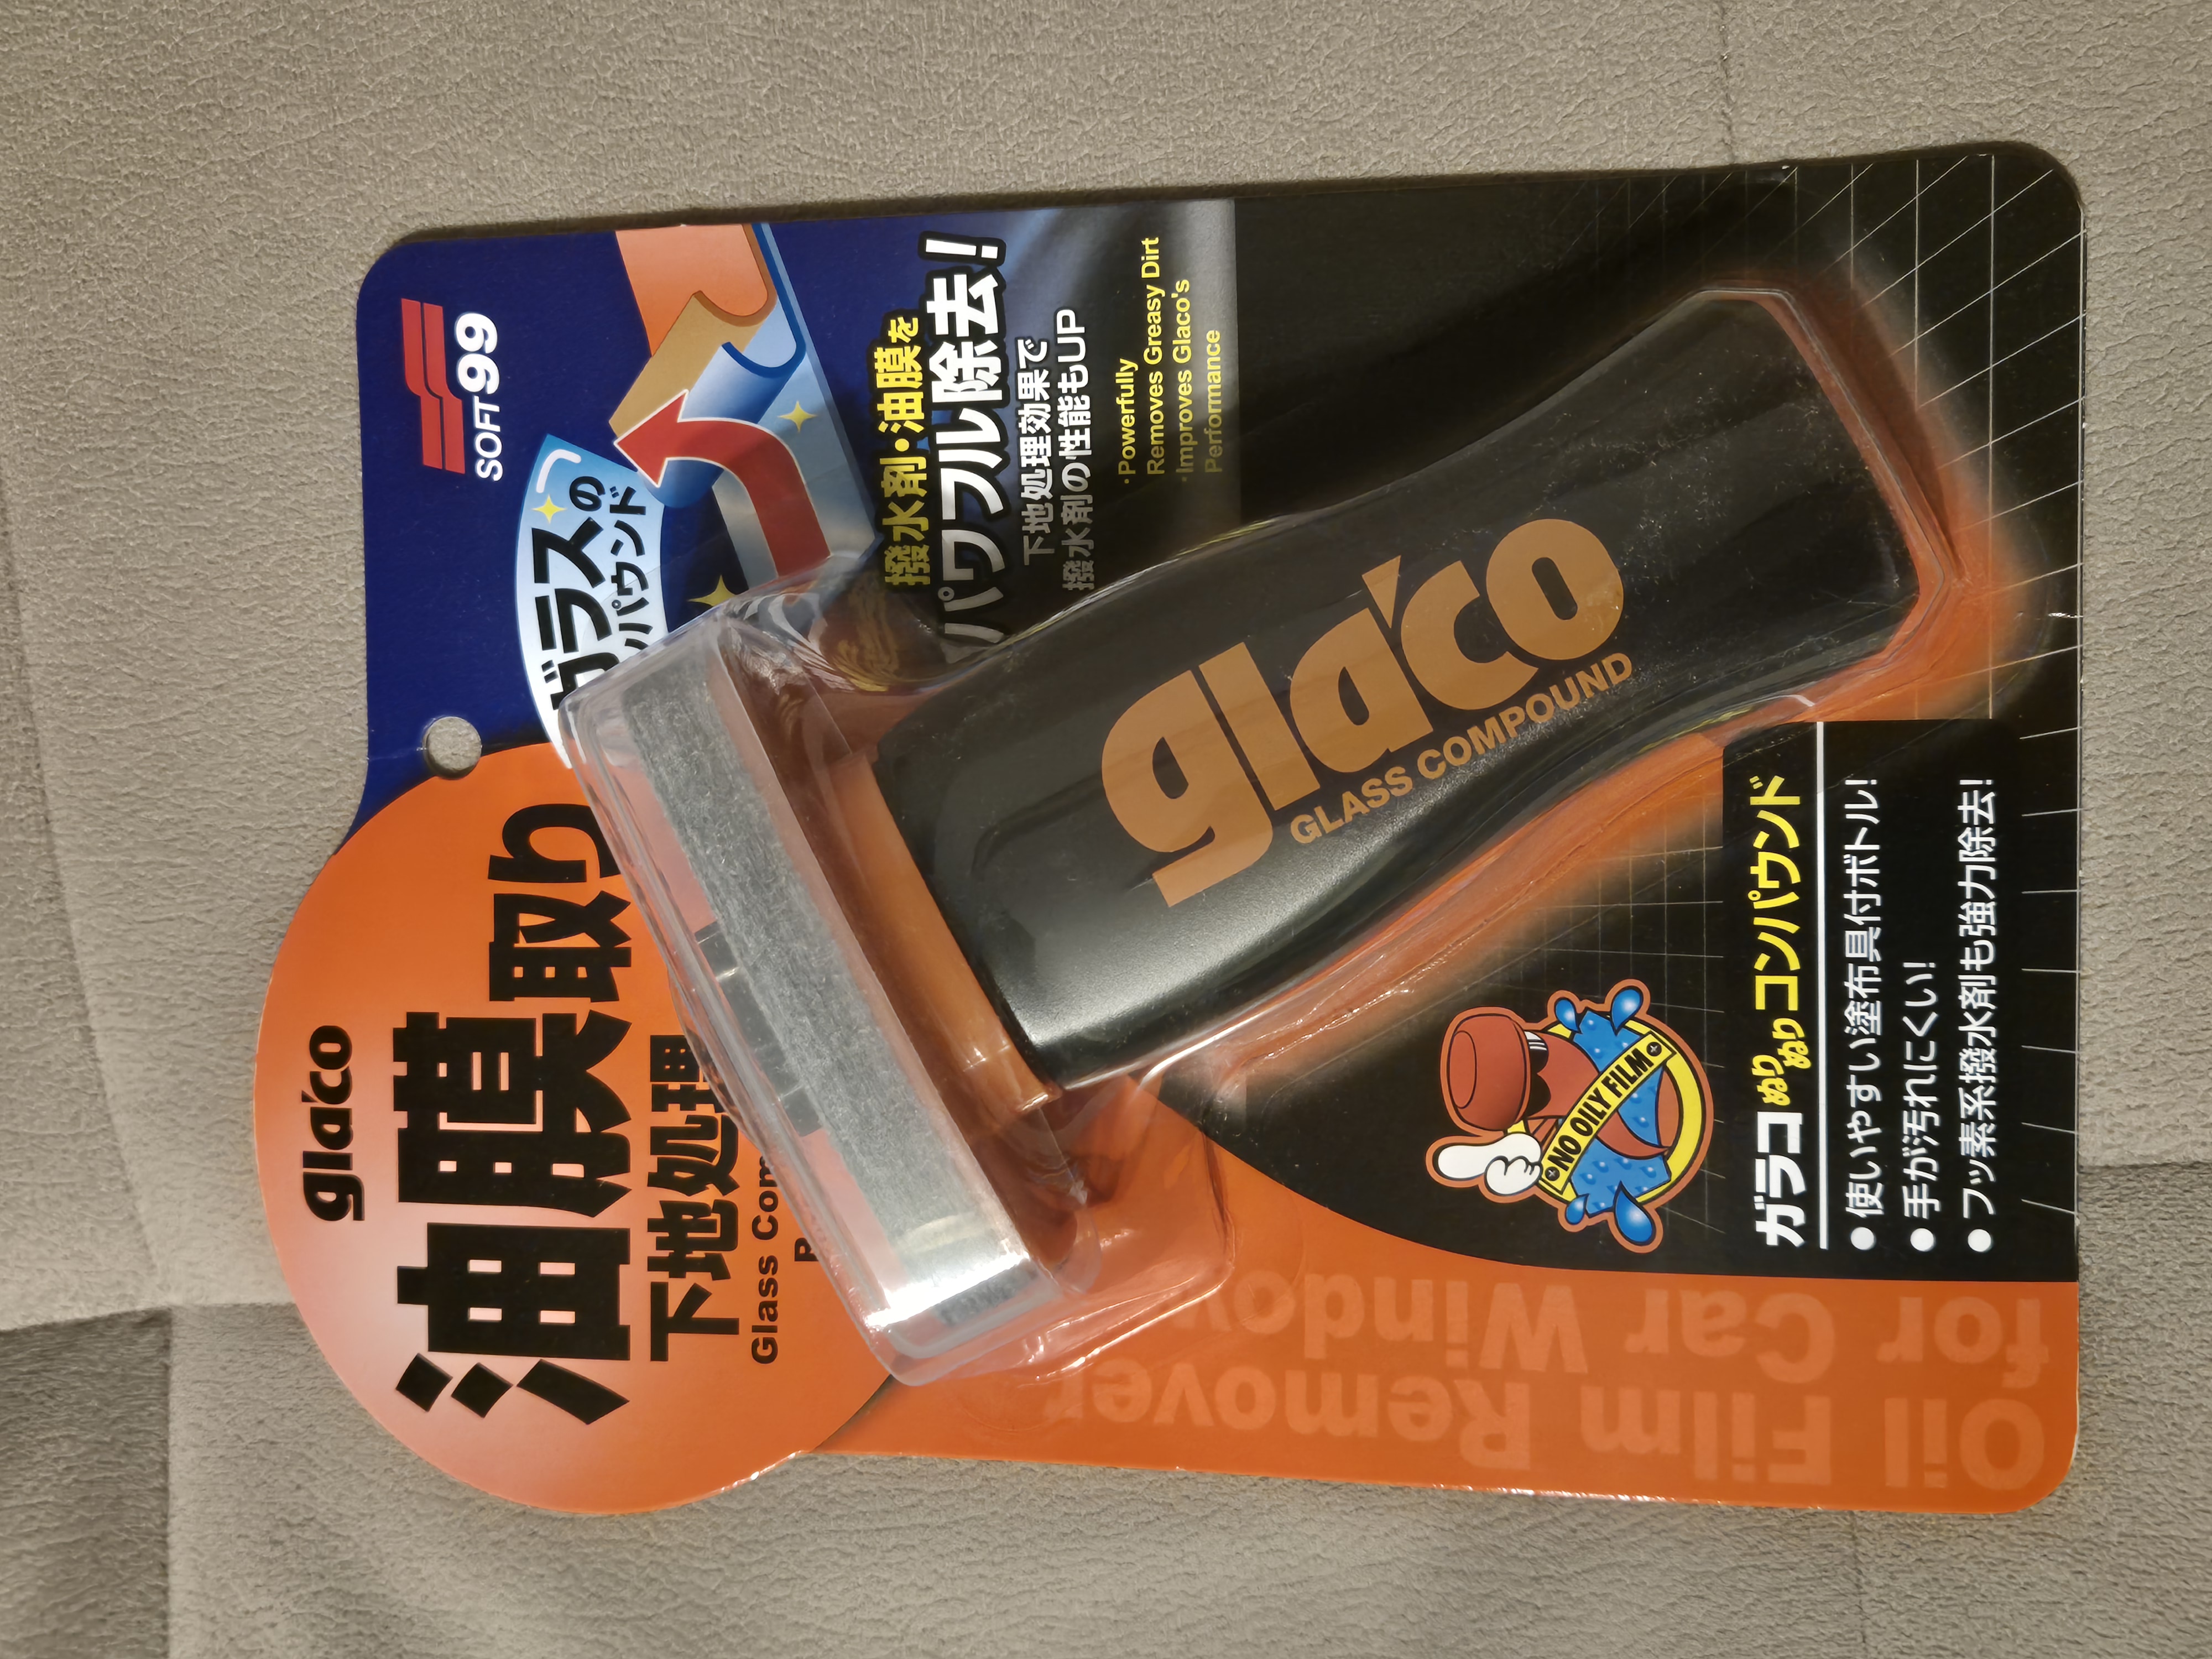 SOFT99
glaco
油膜取り
下地処理
Glass Com
ガラスの
パウンド
撥水剤・油膜を
パワフル除去!
下地処理効果で
撥水剤の性能もUP
・Powerfully
Removes Greasy Dirt
・Improves Glaco's
Performance
glaco
GLASS COMPOUND
NO OILY FILM
ガラコぬりぬりコンパウンド
●使いやすい塗布具付ボトル!
●手が汚れにくい!
●フッ素系撥水剤も強力除去!
Oil Film Remover
for Car Window